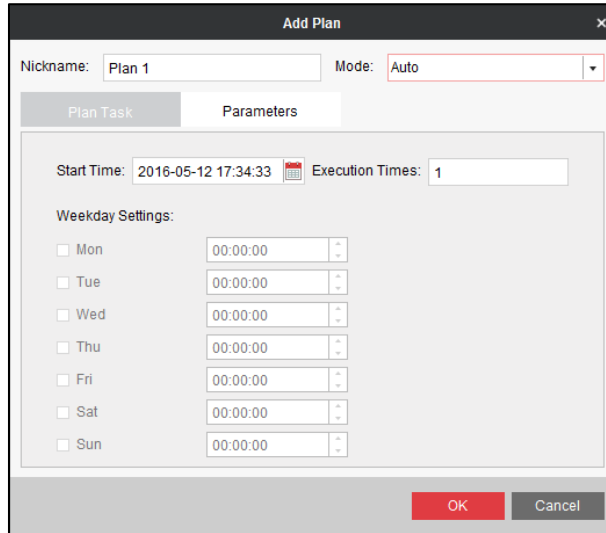 Add Plan ×
Nickname: Plan 1 Mode: Auto
Plan Task Parameters
Start Time: 2016-05-12 17:34:33 Execution Times: 1
Weekday Settings:
Mon 00:00:00
Tue 00:00:00
Wed 00:00:00
Thu 00:00:00
Fri 00:00:00
Sat 00:00:00
Sun 00:00:00
OK Cancel